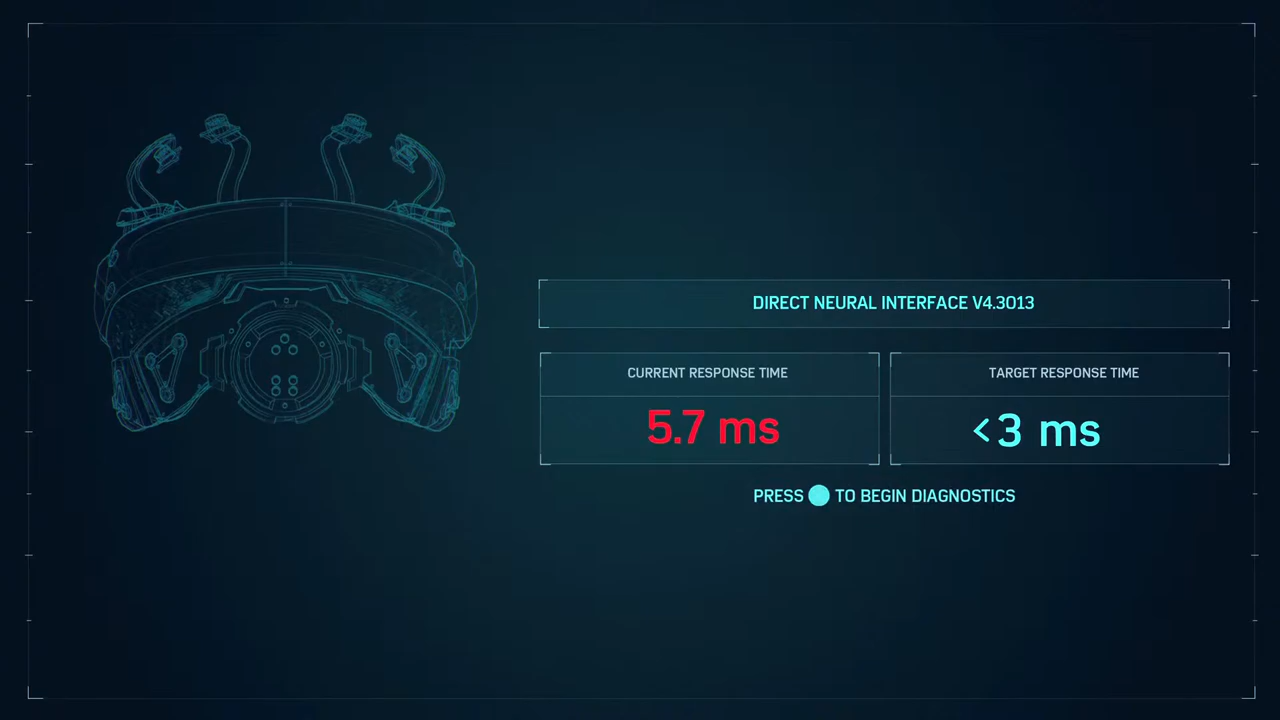 DIRECT NEURAL INTERFACE V4.3013
CURRENT RESPONSE TIME
TARGET RESPONSE TIME
5.7 ms
<3 ms
PRESS TO BEGIN DIAGNOSTICS